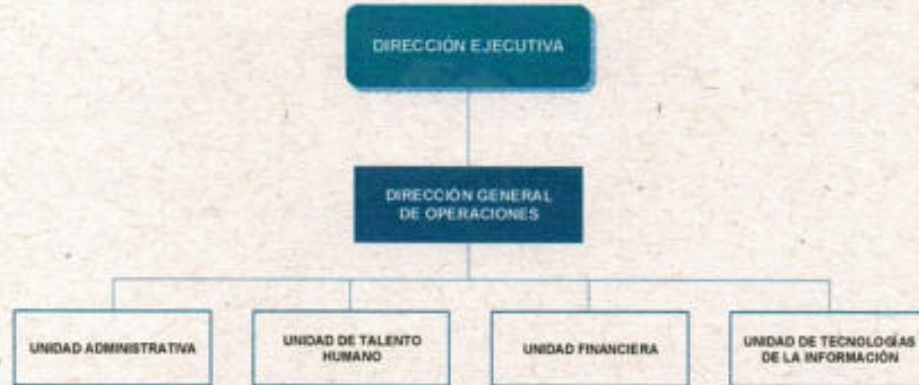 DIRECCIÓN EJECUTIVA
DIRECCIÓN GENERAL
DE OPERACIONES
UNIDAD ADMINISTRATIVA
UNIDAD DE TALENTO
HUMANO
UNIDAD FINANCIERA
UNIDAD DE TECNOLOGÍAS
DE LA INFORMACIÓN